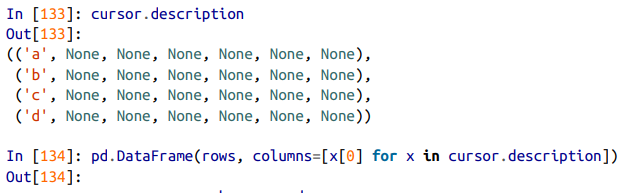 In [133]: cursor.description
Out[133]:
(('a', None, None, None, None, None, None),
 ('b', None, None, None, None, None, None),
 ('c', None, None, None, None, None, None),
 ('d', None, None, None, None, None, None))
In [134]: pd.DataFrame(rows, columns=[x[0] for x in cursor.description])
Out[134]: